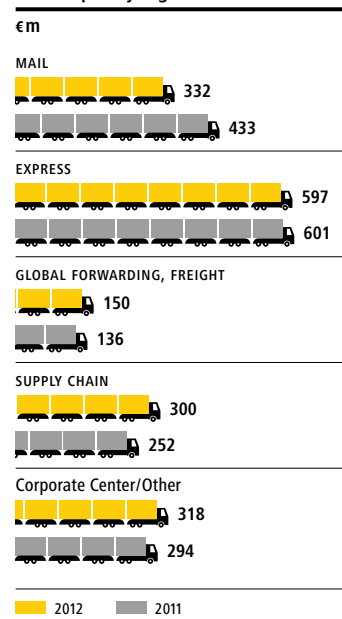 €m
MAIL
332
433
EXPRESS
597
601
GLOBAL FORWARDING, FREIGHT
150
136
SUPPLY CHAIN
300
252
Corporate Center/Other
318
294
2012 2011